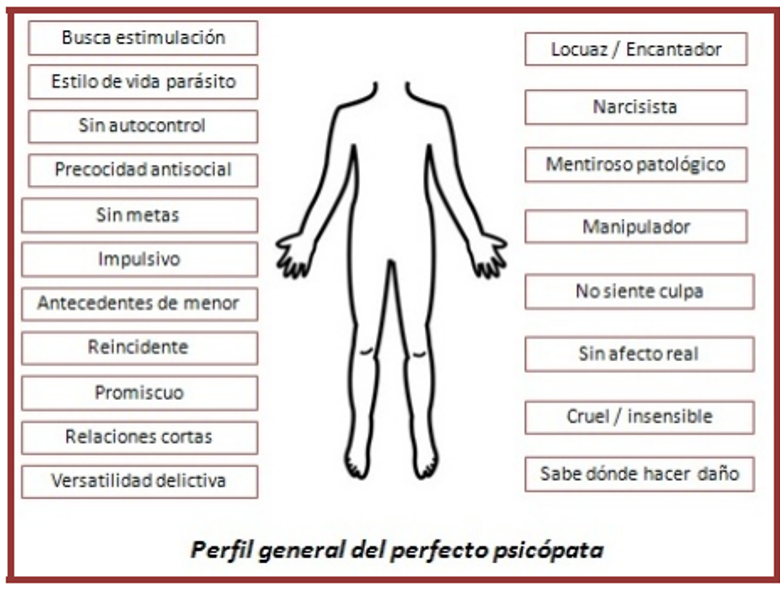 Busca estimulación
Estilo de vida parásito
Sin autocontrol
Precocidad antisocial
Sin metas
Impulsivo
Antecedentes de menor
Reincidente
Promiscuo
Relaciones cortas
Versatilidad delictiva
Locuaz / Encantador
Narcisista
Mentiroso patológico
Manipulador
No siente culpa
Sin afecto real
Cruel / insensible
Sabe dónde hacer daño
Perfil general del perfecto psicópata